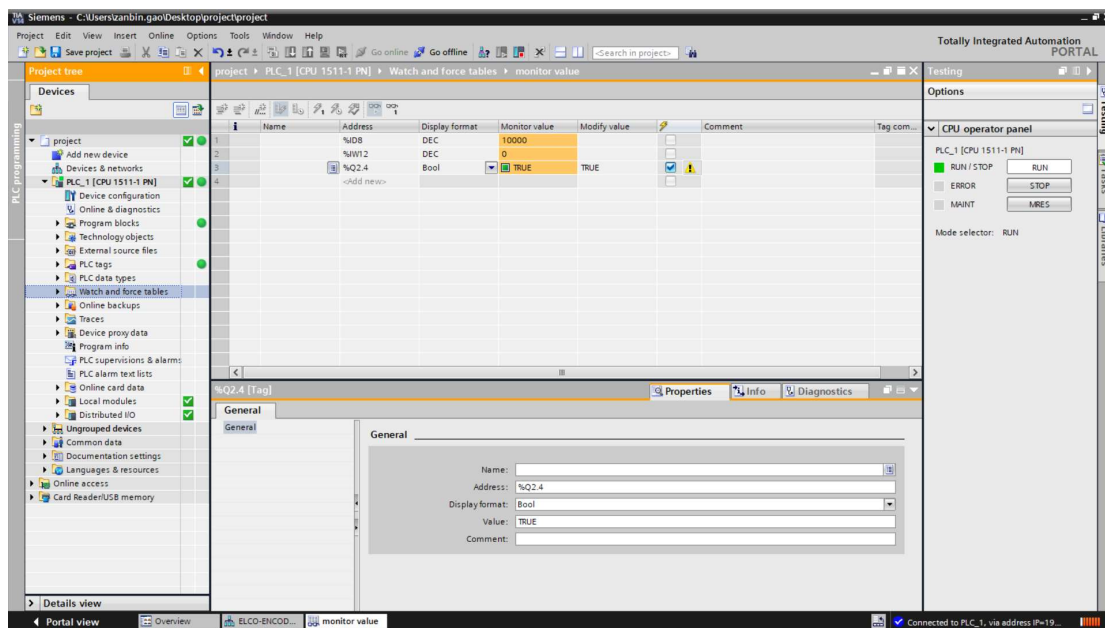 Siemens - C:\Users\zanbin.gao\Desktop\project\project
Project Edit View Insert Online Options Tools Window Help
Totally Integrated Automation
PORTAL
Save project Go online Go offline <Search in project>
Project tree
project ▸ PLC_1 [CPU 1511-1 PN] ▸ Watch and force tables ▸ monitor value
Testing
Devices
Options
i Name Address Display format Monitor value Modify value Comment Tag com...
1 %ID8 DEC 10000
2 %IW12 DEC 0
3 %Q2.4 Bool TRUE TRUE
4 <Add new>
project
Add new device
Devices & networks
PLC_1 [CPU 1511-1 PN]
Device configuration
Online & diagnostics
Program blocks
Technology objects
External source files
PLC tags
PLC data types
Watch and force tables
Online backups
Traces
Device proxy data
Program info
PLC supervisions & alarms
PLC alarm text lists
Online card data
Local modules
Distributed I/O
Ungrouped devices
Common data
Documentation settings
Languages & resources
Online access
Card Reader/USB memory
PLC programming
CPU operator panel
PLC_1 [CPU 1511-1 PN]
RUN / STOP RUN
ERROR STOP
MAINT MRES
Mode selector: RUN
Testing
Tasks
Libraries
%Q2.4 [Tag]
Properties Info Diagnostics
General
General
General
Name:
Address: %Q2.4
Display format: Bool
Value: TRUE
Comment:
Details view
Portal view Overview ELCO-ENCOD... monitor value Connected to PLC_1, via address IP=19...